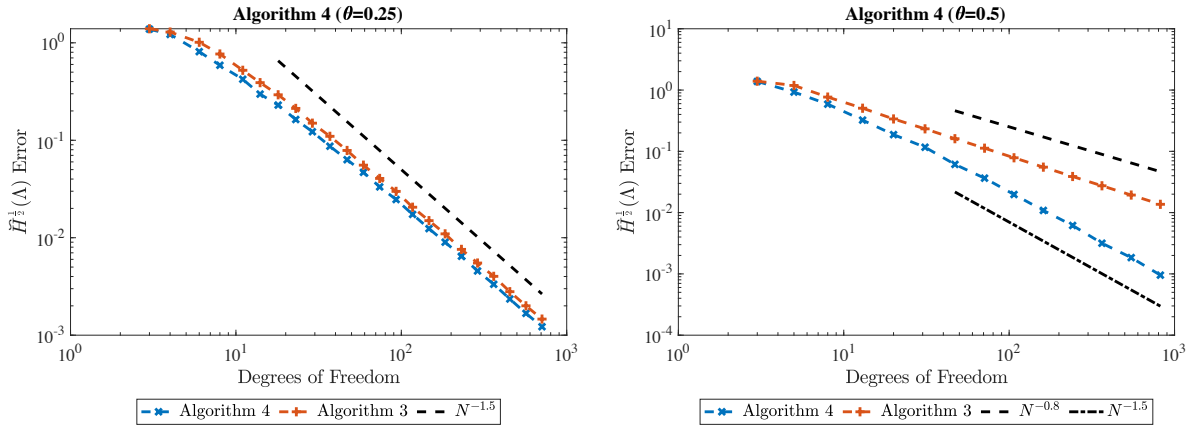 Algorithm 4 (θ=0.25)
10^0
10^-1
10^-2
10^-3
H̃^{1/2}(Λ) Error
10^0 10^1 10^2 10^3
Degrees of Freedom
Algorithm 4 Algorithm 3 N^{-1.5}
Algorithm 4 (θ=0.5)
10^1
10^0
10^-1
10^-2
10^-3
10^-4
H̃^{1/2}(Λ) Error
10^0 10^1 10^2 10^3
Degrees of Freedom
Algorithm 4 Algorithm 3 N^{-0.8} N^{-1.5}